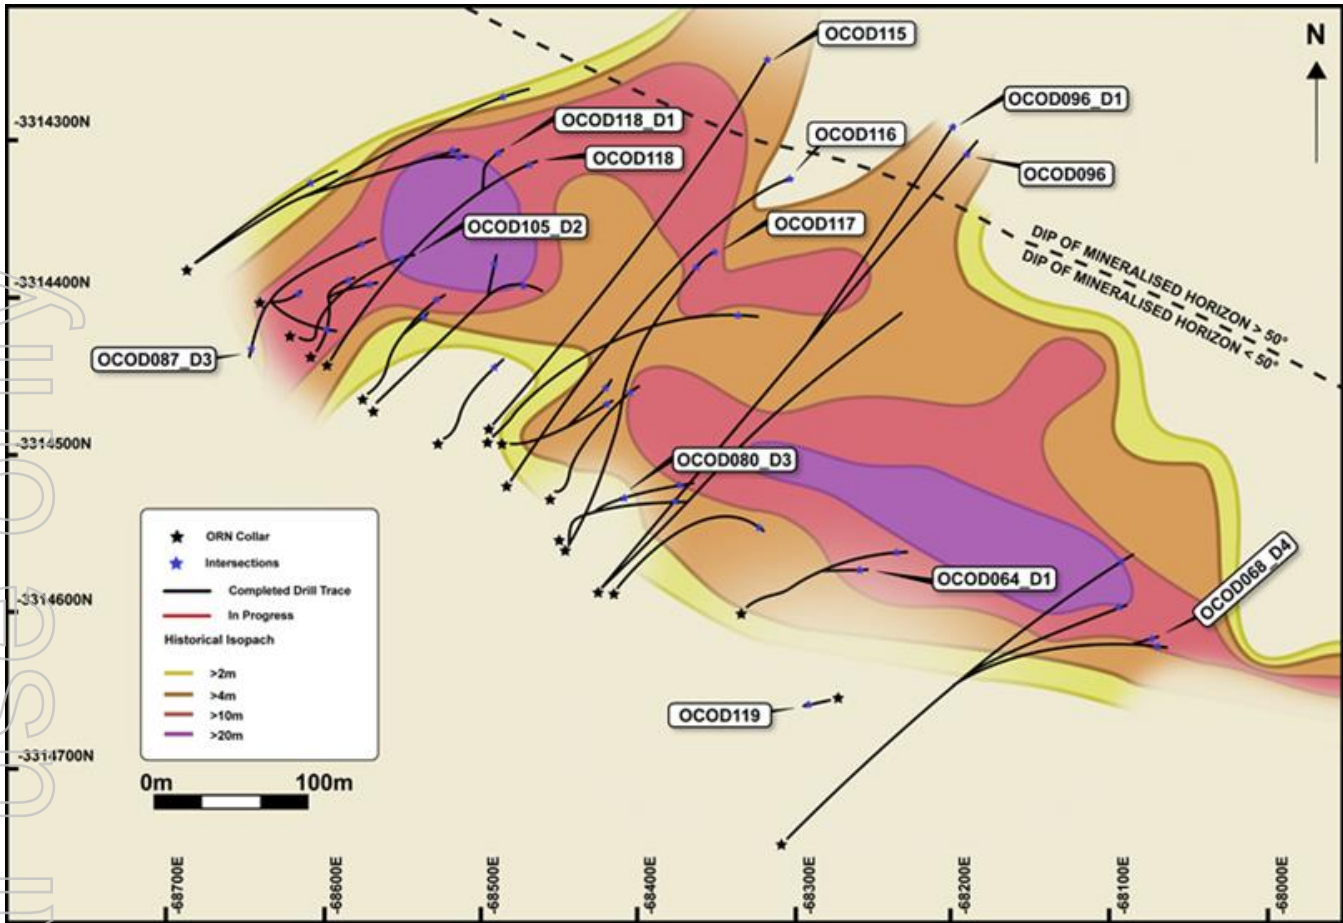 OCOD115
N
OCOD096_D1
-3314300N
OCOD118_D1
OCOD116
OCOD118
OCOD096
OCOD105_D2
OCOD117
DIP OF MINERALISED HORIZON > 50°
DIP OF MINERALISED HORIZON < 50°
-3314400N
OCOD087_D3
-3314500N
OCOD080_D3
ORN Collar
Intersections
Completed Drill Trace
In Progress
Historical Isopach
>2m
>4m
>10m
>20m
OCOD068_D4
OCOD064_D1
-3314600N
OCOD119
-3314700N
0m 100m
-68700E
-68600E
-68500E
-68400E
-68300E
-68200E
-68100E
-68000E